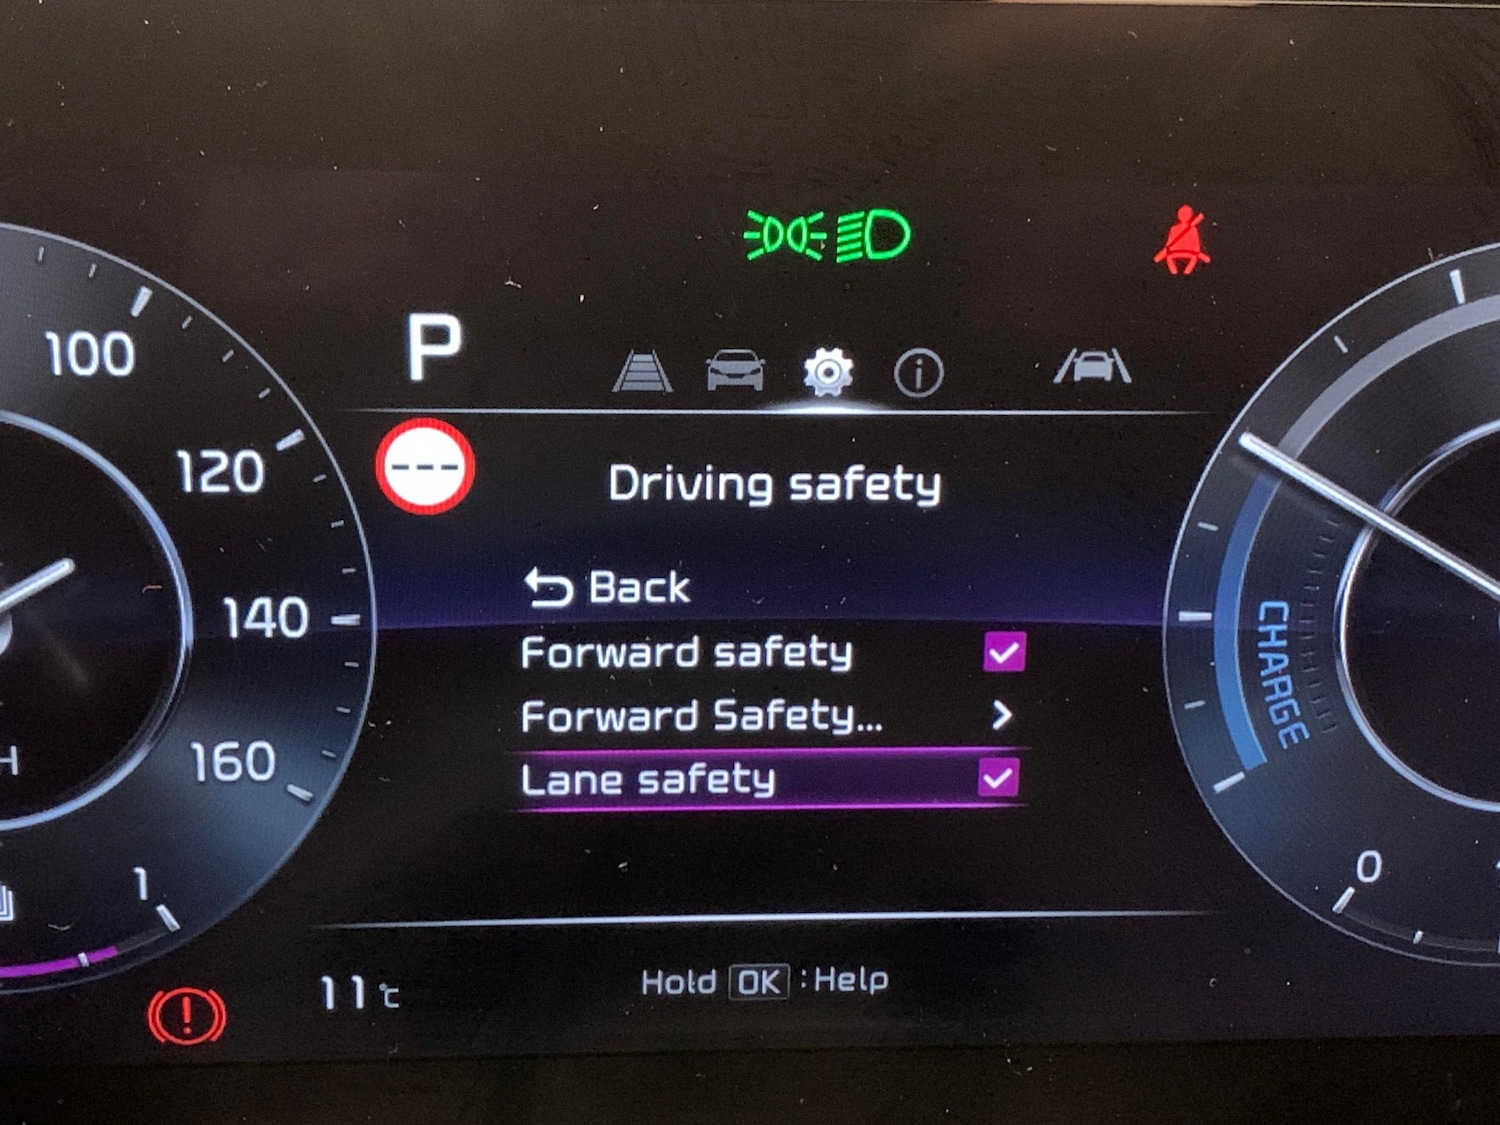 100
P
120
---
Driving safety
Back
140
Forward safety
CHARGE
Forward Safety...
160
Lane safety
1
0
11℃
Hold OK : Help
H